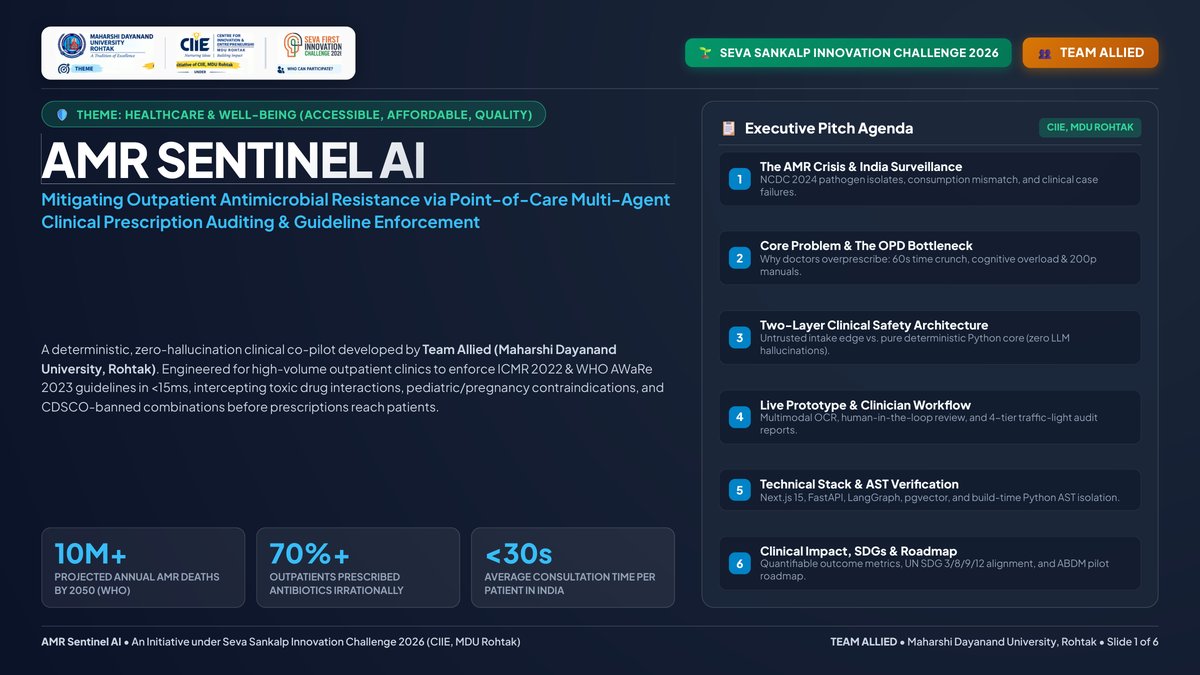 MAHARSHI DAYANAND
UNIVERSITY
ROHTAK
A Tradition of Excellence
THEME
CIIE
CENTRE FOR
INNOVATION &
ENTREPRENEURSHIP
MDU ROHTAK
Nurturing Ideas | Building Impact
itiative of CIIE, MDU Rohtak
UNDER
SEVA FIRST
INNOVATION
CHALLENGE 2026
WHO CAN PARTICIPATE?
SEVA SANKALP INNOVATION CHALLENGE 2026
TEAM ALLIED
THEME: HEALTHCARE & WELL-BEING (ACCESSIBLE, AFFORDABLE, QUALITY)
AMR SENTINEL AI
Mitigating Outpatient Antimicrobial Resistance via Point-of-Care Multi-Agent
Clinical Prescription Auditing & Guideline Enforcement
A deterministic, zero-hallucination clinical co-pilot developed by Team Allied (Maharshi Dayanand
University, Rohtak). Engineered for high-volume outpatient clinics to enforce ICMR 2022 & WHO AWaRe
2023 guidelines in <15ms, intercepting toxic drug interactions, pediatric/pregnancy contraindications, and
CDSCO-banned combinations before prescriptions reach patients.
10M+
PROJECTED ANNUAL AMR DEATHS
BY 2050 (WHO)
70%+
OUTPATIENTS PRESCRIBED
ANTIBIOTICS IRRATIONALLY
<30s
AVERAGE CONSULTATION TIME PER
PATIENT IN INDIA
Executive Pitch Agenda
CIIE, MDU ROHTAK
1
The AMR Crisis & India Surveillance
NCDC 2024 pathogen isolates, consumption mismatch, and clinical case
failures.
2
Core Problem & The OPD Bottleneck
Why doctors overprescribe: 60s time crunch, cognitive overload & 200p
manuals.
3
Two-Layer Clinical Safety Architecture
Untrusted intake edge vs. pure deterministic Python core (zero LLM
hallucinations).
4
Live Prototype & Clinician Workflow
Multimodal OCR, human-in-the-loop review, and 4-tier traffic-light audit
reports.
5
Technical Stack & AST Verification
Next.js 15, FastAPI, LangGraph, pgvector, and build-time Python AST isolation.
6
Clinical Impact, SDGs & Roadmap
Quantifiable outcome metrics, UN SDG 3/8/9/12 alignment, and ABDM pilot
roadmap.
AMR Sentinel AI • An Initiative under Seva Sankalp Innovation Challenge 2026 (CIIE, MDU Rohtak)
TEAM ALLIED • Maharshi Dayanand University, Rohtak • Slide 1 of 6